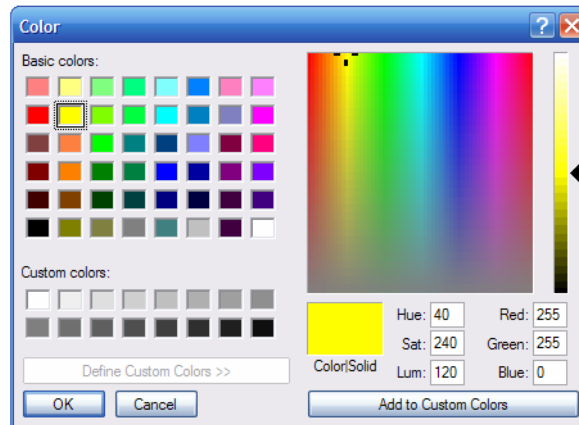 Color
?
Basic colors:
Custom colors:
Define Custom Colors >>
OK
Cancel
Color|Solid
Hue: 40
Sat: 240
Lum: 120
Red: 255
Green: 255
Blue: 0
Add to Custom Colors